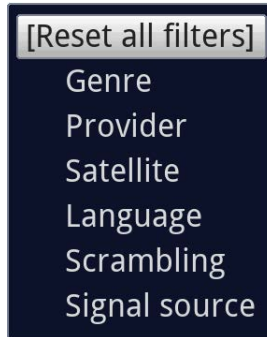 [Reset all filters]
Genre
Provider
Satellite
Language
Scrambling
Signal source